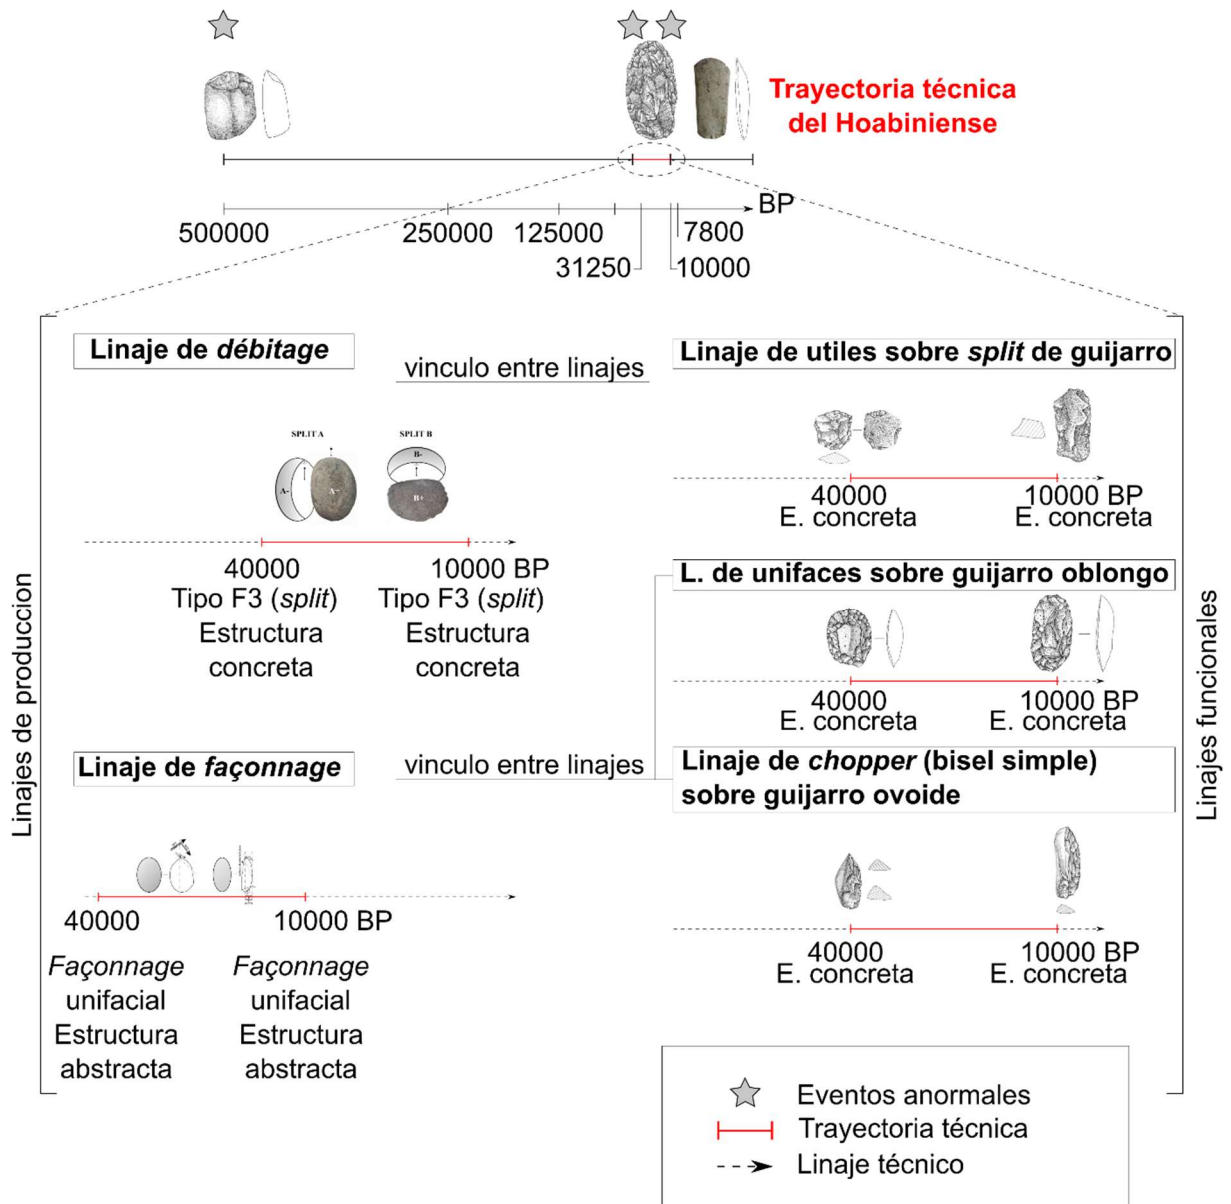 Trayectoria técnica
del Hoabiniense
BP
500000
250000
125000
7800
31250
10000
Linajes de produccion
Linaje de débitage
vinculo entre linajes
SPLIT A
SPLIT B
A-
A+
B-
B+
40000
10000 BP
Tipo F3 (split)
Estructura
concreta
Tipo F3 (split)
Estructura
concreta
Linaje de façonnage
vinculo entre linajes
40000
10000 BP
Façonnage
unifacial
Estructura
abstracta
Façonnage
unifacial
Estructura
abstracta
Linaje de utiles sobre split de guijarro
40000
E. concreta
10000 BP
E. concreta
L. de unifaces sobre guijarro oblongo
40000
E. concreta
10000 BP
E. concreta
Linaje de chopper (bisel simple)
sobre guijarro ovoide
40000
E. concreta
10000 BP
E. concreta
Linajes funcionales
Eventos anormales
Trayectoria técnica
Linaje técnico